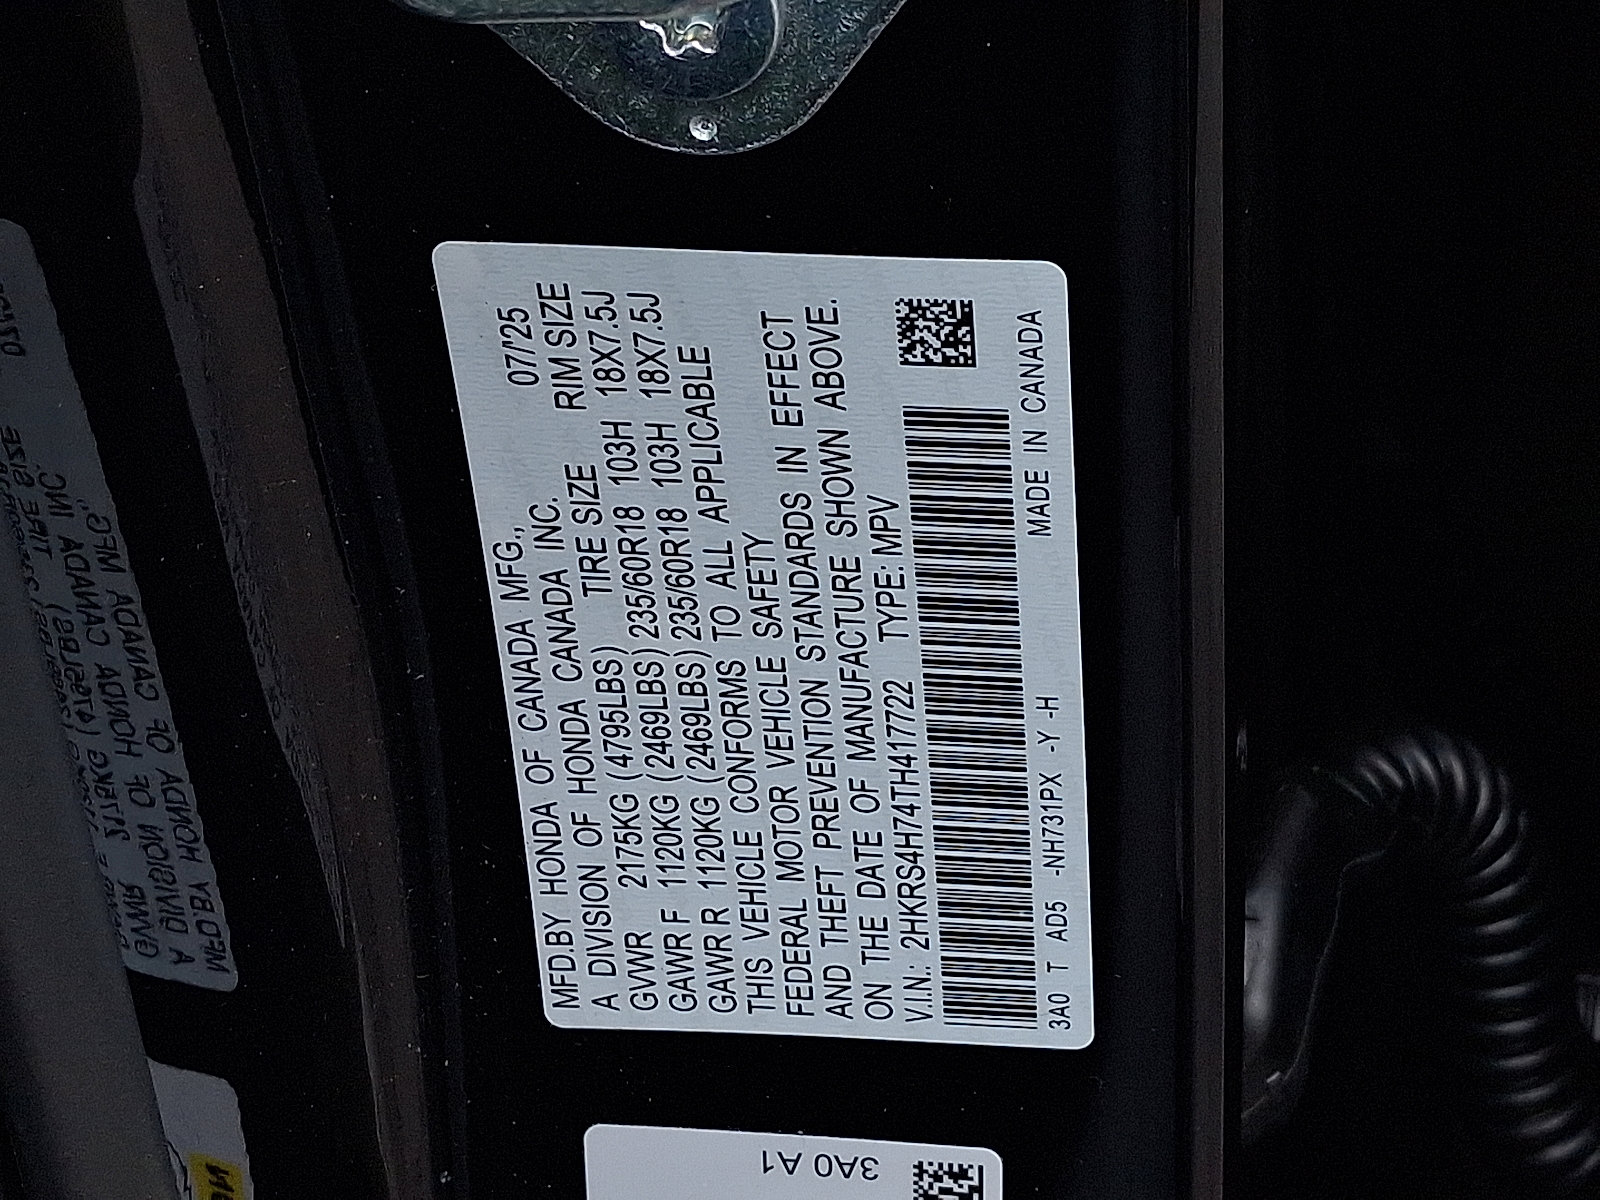 MFD.BY HONDA OF CANADA MFG., 07/'25
A DIVISION OF HONDA CANADA INC.
TIRE SIZE RIM SIZE
GVWR 2175KG (4795LBS)
GAWR F 1120KG (2469LBS) 235/60R18 103H 18X7.5J
GAWR R 1120KG (2469LBS) 235/60R18 103H 18X7.5J
THIS VEHICLE CONFORMS TO ALL APPLICABLE
FEDERAL MOTOR VEHICLE SAFETY
AND THEFT PREVENTION STANDARDS IN EFFECT
ON THE DATE OF MANUFACTURE SHOWN ABOVE.
V.I.N.: 2HKRS4H74TH417722 TYPE: MPV
3A0 T AD5 -NH731PX -Y -H MADE IN CANADA
3A0 A1